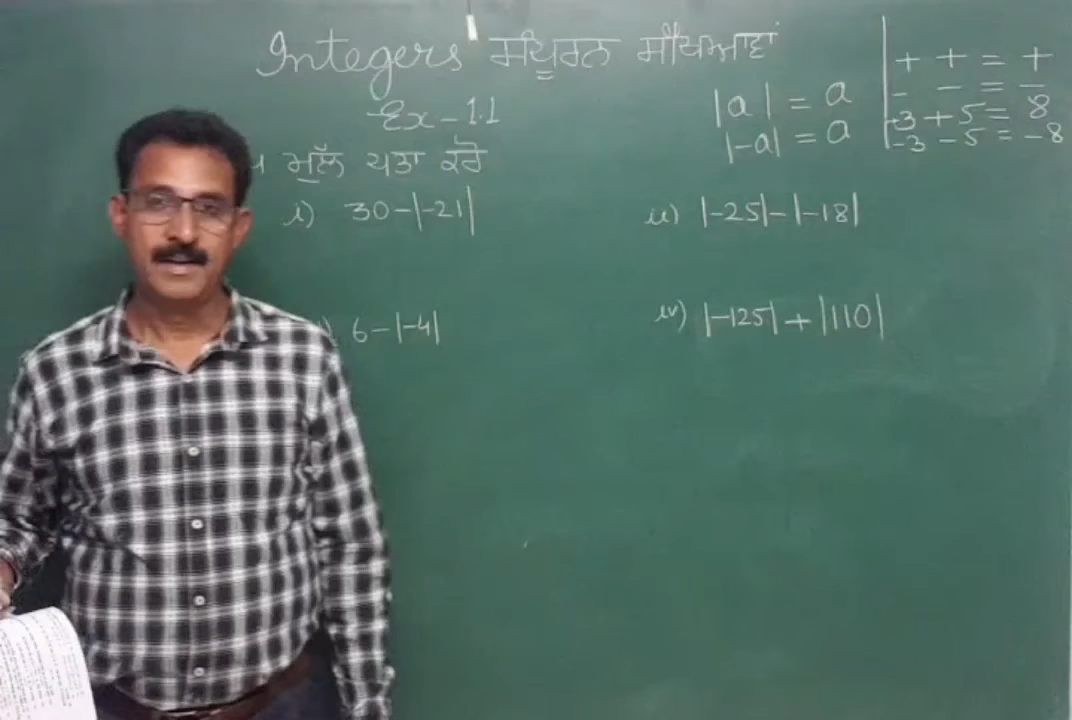 Integers ਸੰਪੂਰਨ ਸੰਖਿਆਵਾਂ
Ex-1.1
ਮੁੱਲ ਪਤਾ ਕਰੋ
i) 30-|-21|
ii) |-25|-|-18|
) 6-|-4|
iv) |-125|+|110|
|a| = a
|-a| = a
+ + = +
- - = -
+3+5= 8
-3-5=-8